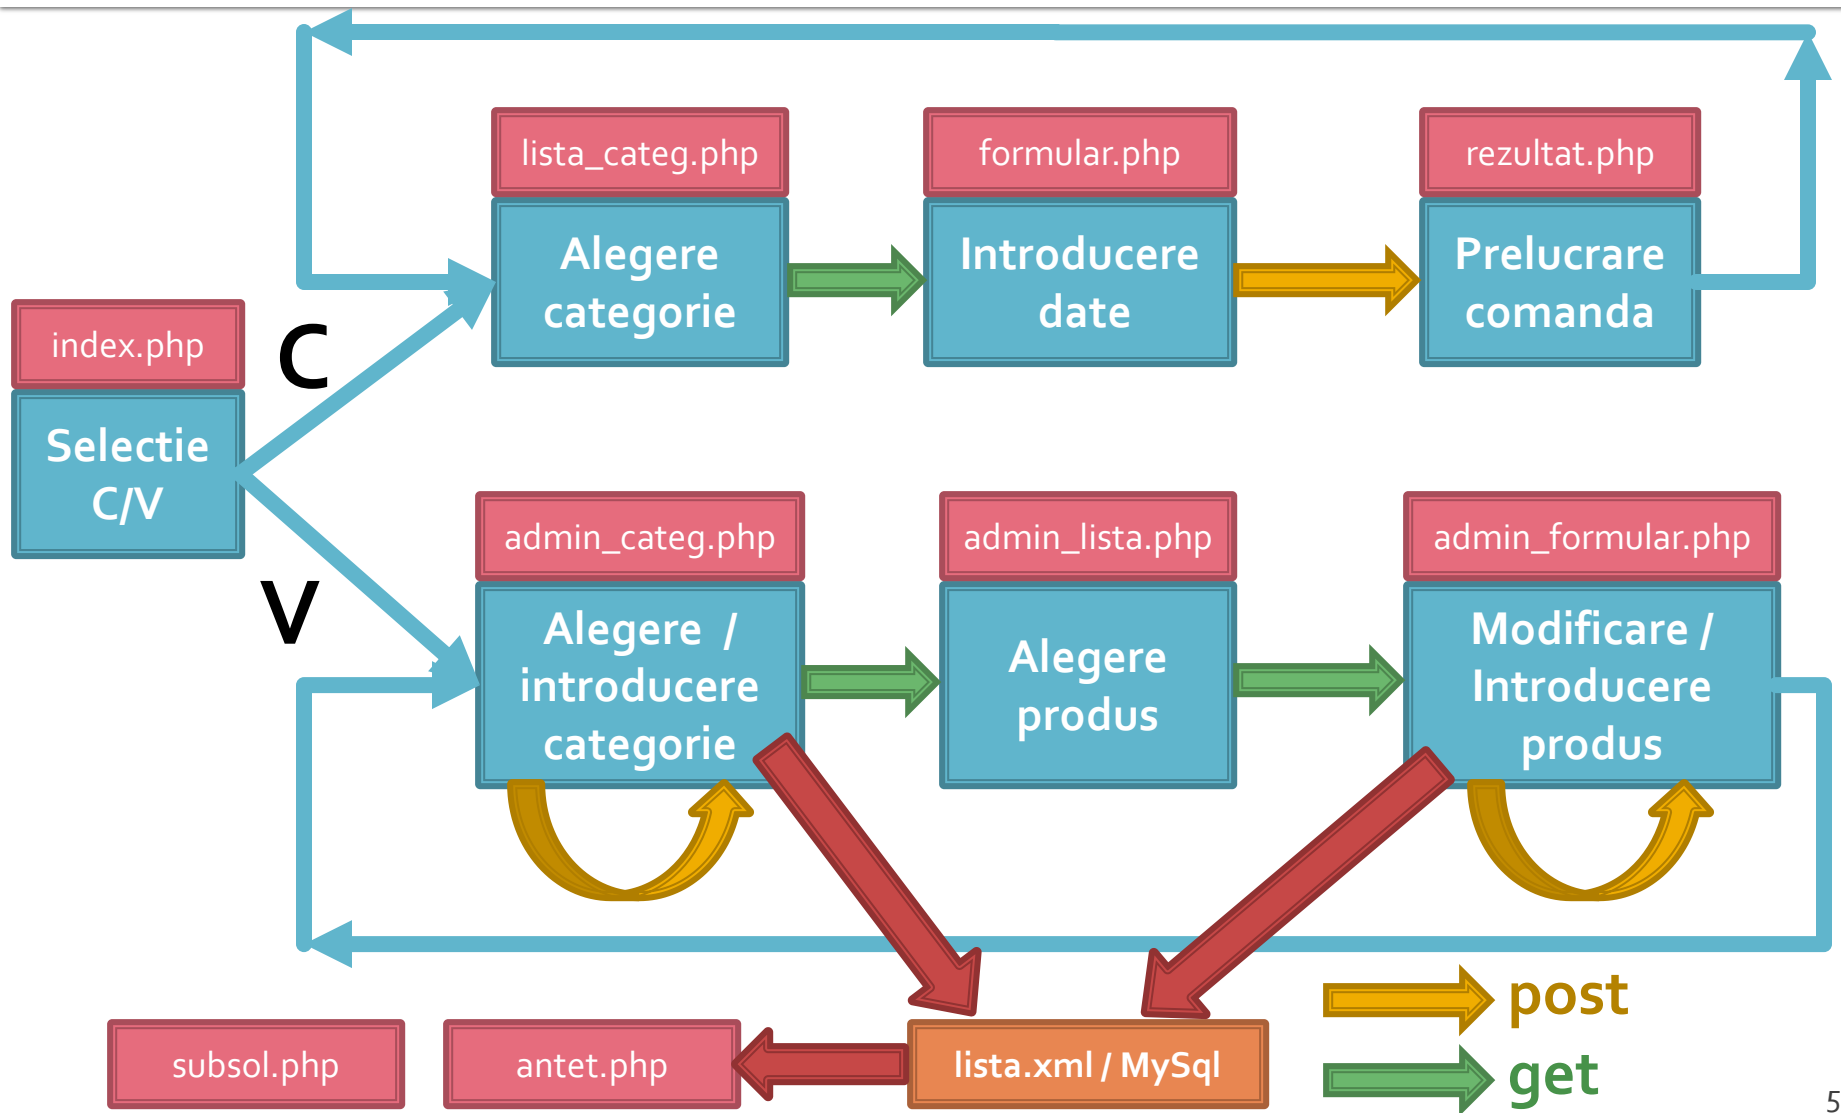 lista_categ.php
formular.php
rezultat.php
Alegere
categorie
Introducere
date
Prelucrare
comanda
index.php
C
Selectie
C/V
V
admin_categ.php
admin_lista.php
admin_formular.php
Alegere /
introducere
categorie
Alegere
produs
Modificare /
Introducere
produs
post
subsol.php
antet.php
lista.xml / MySql
get
5